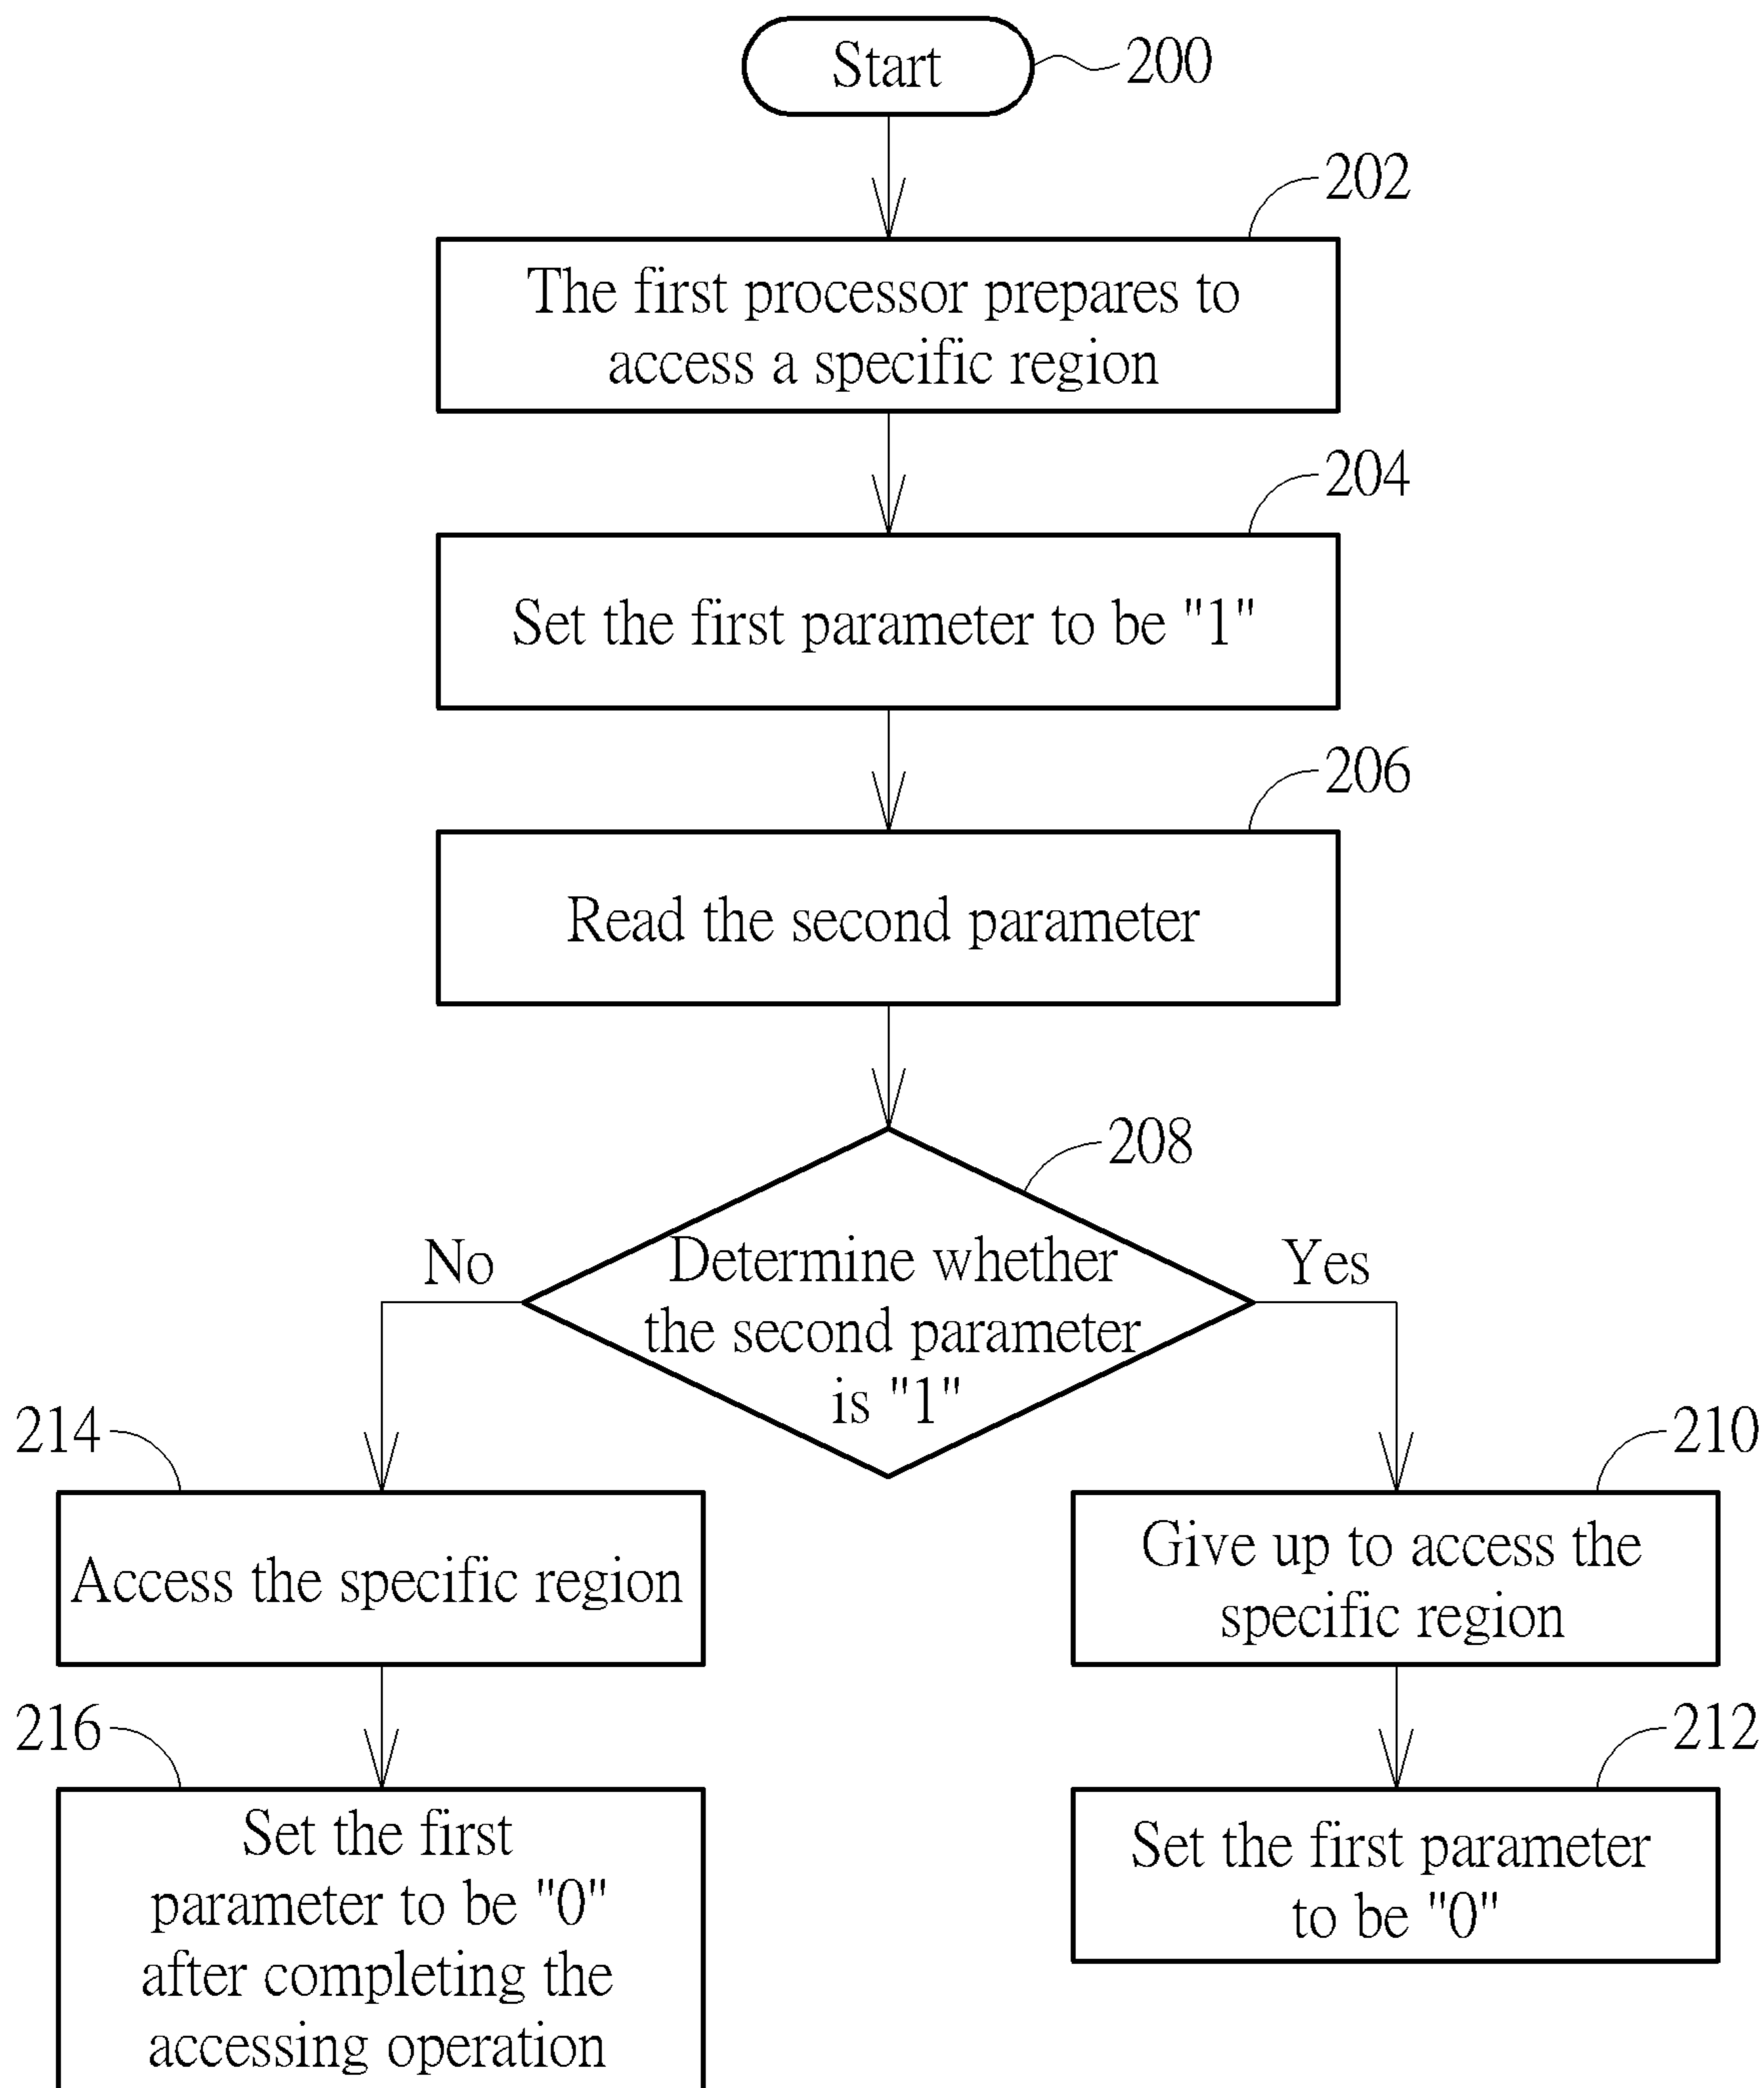 Start
200
202
The first processor prepares to
access a specific region
204
Set the first parameter to be "1"
206
Read the second parameter
208
No
Yes
Determine whether
the second parameter
is "1"
214
210
Access the specific region
Give up to access the
specific region
216
212
Set the first
parameter to be "0"
after completing the
accessing operation
Set the first parameter
to be "0"